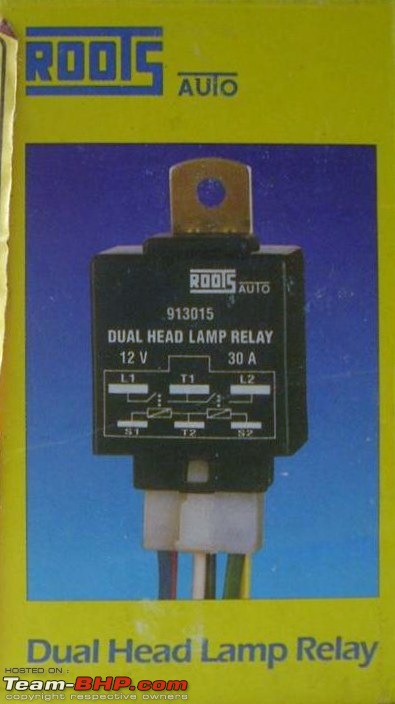 ROOTS
AUTO
ROOTS
AUTO
913015
DUAL HEAD LAMP RELAY
12 V 30 A
L1 T1 L2
S1 T2 S2
Dual Head Lamp Relay
HOSTED ON :
Team-BHP.com
copyright respective owners